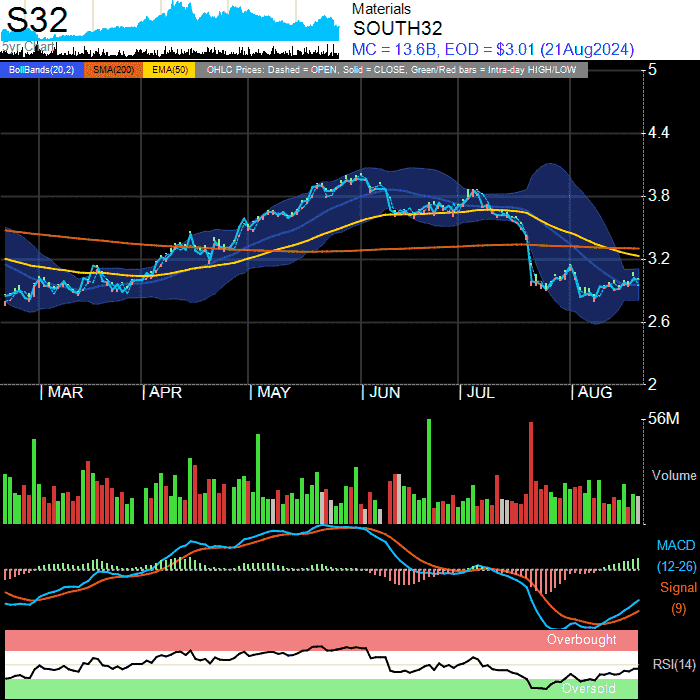 S32
5yr Chart
Materials
SOUTH32
MC = 13.6B, EOD = $3.01 (21Aug2024)
BollBands(20,2) SMA(200) EMA(50) OHLC Prices: Dashed = OPEN, Solid = CLOSE, Green/Red bars = Intra-day HIGH/LOW
5
4.4
3.8
3.2
2.6
2
MAR APR MAY JUN JUL AUG
56M
Volume
MACD
(12-26)
Signal
(9)
Overbought
RSI(14)
Oversold